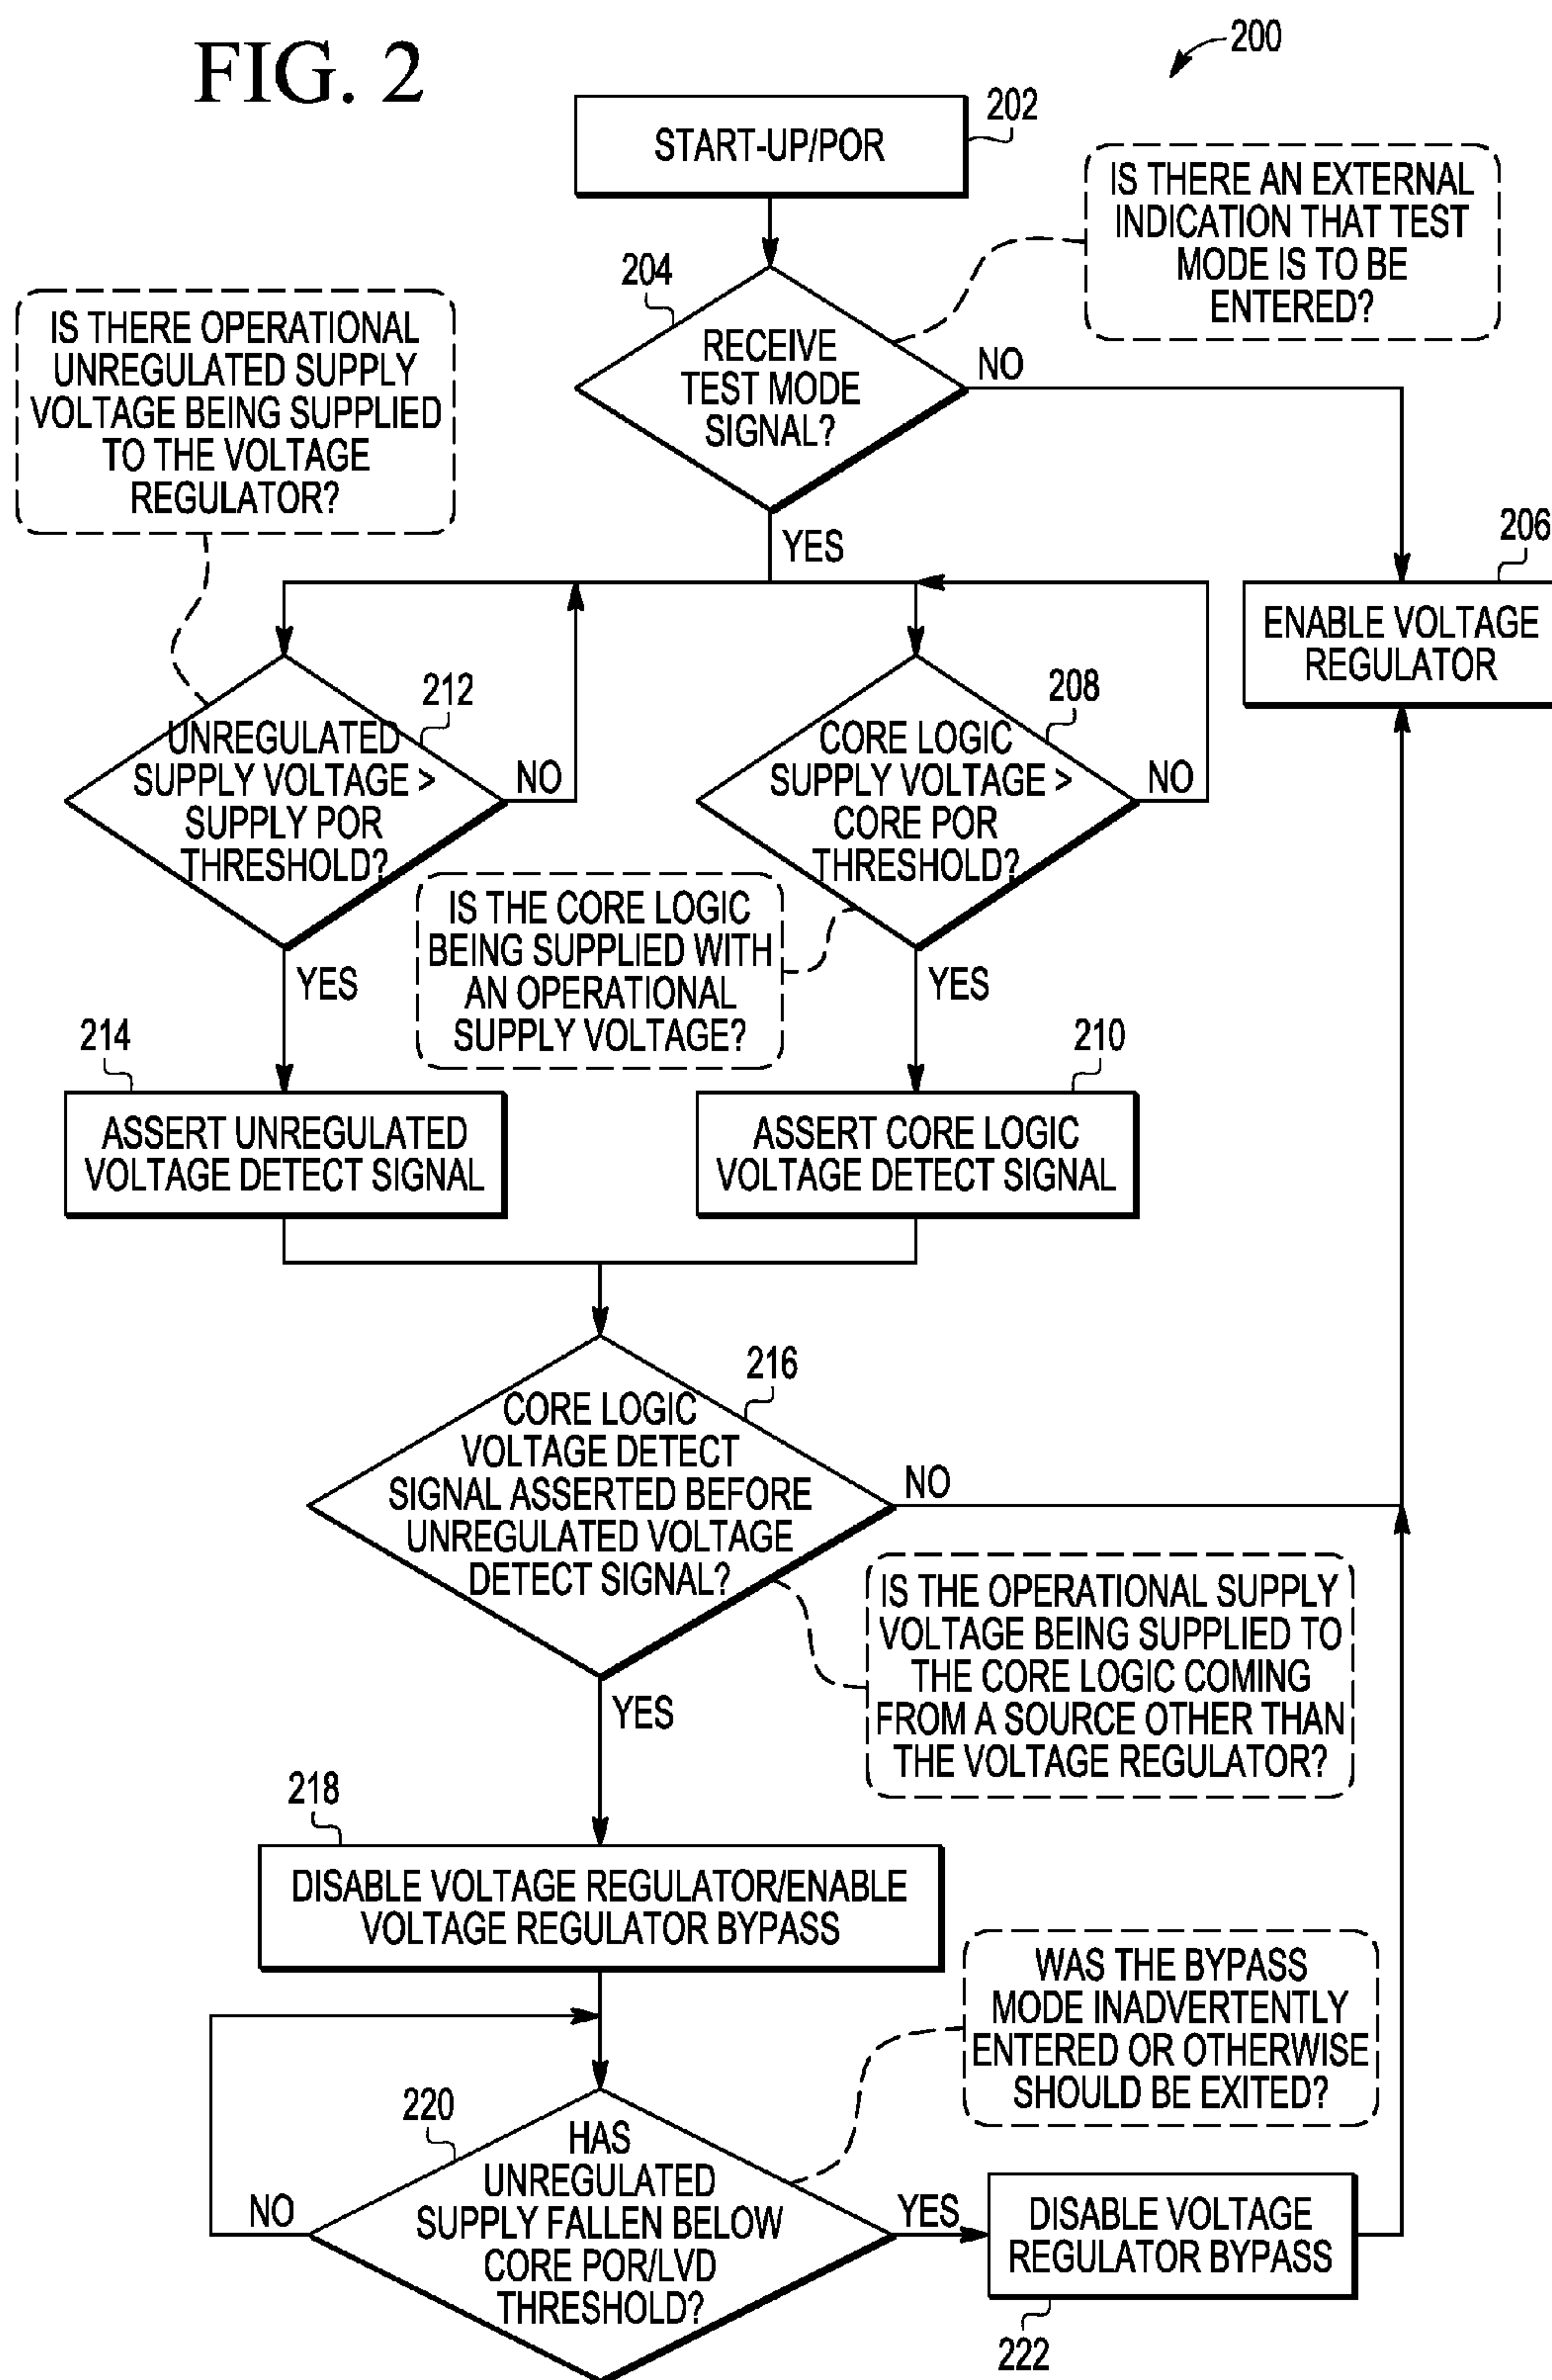 FIG. 2
200
START-UP/POR
202
IS THERE AN EXTERNAL
INDICATION THAT TEST
MODE IS TO BE
ENTERED?
204
RECEIVE
TEST MODE
SIGNAL?
NO
YES
IS THERE OPERATIONAL
UNREGULATED SUPPLY
VOLTAGE BEING SUPPLIED
TO THE VOLTAGE
REGULATOR?
206
ENABLE VOLTAGE
REGULATOR
212
UNREGULATED
SUPPLY VOLTAGE >
SUPPLY POR
THRESHOLD?
NO
YES
208
CORE LOGIC
SUPPLY VOLTAGE >
CORE POR
THRESHOLD?
NO
YES
IS THE CORE LOGIC
BEING SUPPLIED WITH
AN OPERATIONAL
SUPPLY VOLTAGE?
214
ASSERT UNREGULATED
VOLTAGE DETECT SIGNAL
210
ASSERT CORE LOGIC
VOLTAGE DETECT SIGNAL
216
CORE LOGIC
VOLTAGE DETECT
SIGNAL ASSERTED BEFORE
UNREGULATED VOLTAGE
DETECT SIGNAL?
NO
YES
IS THE OPERATIONAL SUPPLY
VOLTAGE BEING SUPPLIED TO
THE CORE LOGIC COMING
FROM A SOURCE OTHER THAN
THE VOLTAGE REGULATOR?
218
DISABLE VOLTAGE REGULATOR/ENABLE
VOLTAGE REGULATOR BYPASS
WAS THE BYPASS
MODE INADVERTENTLY
ENTERED OR OTHERWISE
SHOULD BE EXITED?
220
HAS
UNREGULATED
SUPPLY FALLEN BELOW
CORE POR/LVD
THRESHOLD?
NO
YES
DISABLE VOLTAGE
REGULATOR BYPASS
222